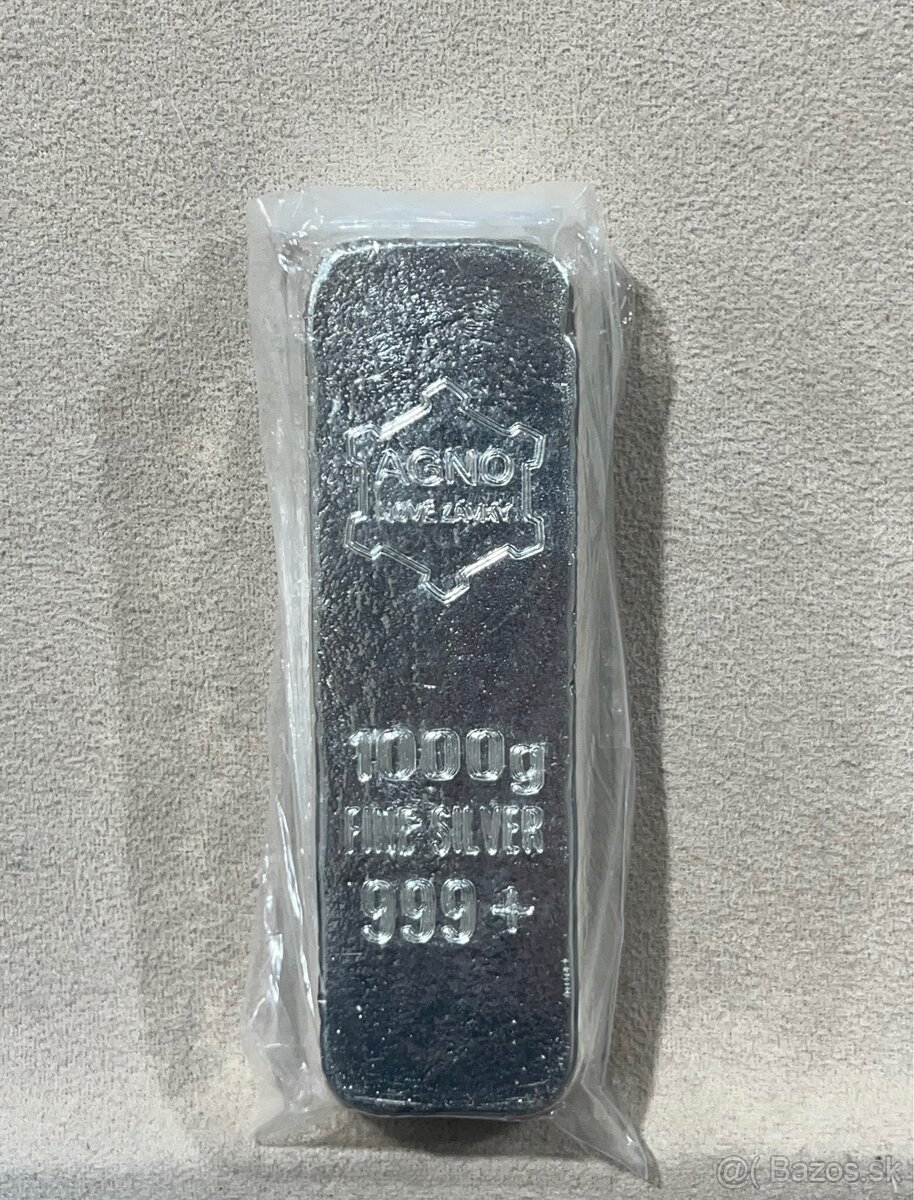 AGNO
NOVÉ ZÁMKY
1000g
FINE SILVER
999+
@( Bazos.sk